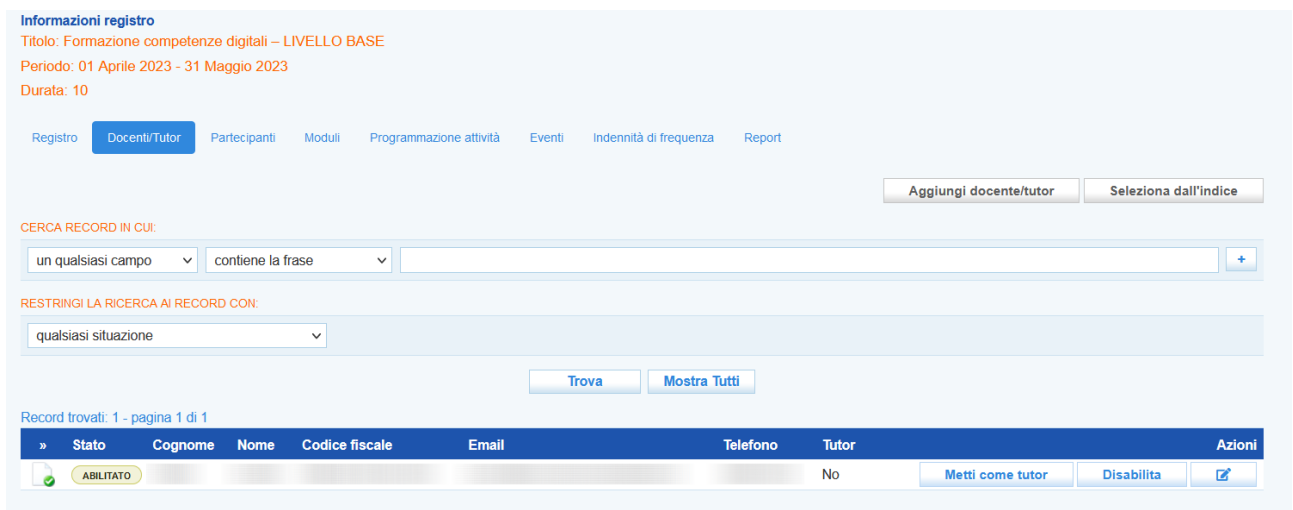 Informazioni registro
Titolo: Formazione competenze digitali – LIVELLO BASE
Periodo: 01 Aprile 2023 - 31 Maggio 2023
Durata: 10
Registro Docenti/Tutor Partecipanti Moduli Programmazione attività Eventi Indennità di frequenza Report
Aggiungi docente/tutor Seleziona dall'indice
CERCA RECORD IN CUI:
un qualsiasi campo contiene la frase +
RESTRINGI LA RICERCA AI RECORD CON:
qualsiasi situazione
Trova Mostra Tutti
Record trovati: 1 - pagina 1 di 1
» Stato Cognome Nome Codice fiscale Email Telefono Tutor Azioni
ABILITATO No Metti come tutor Disabilita